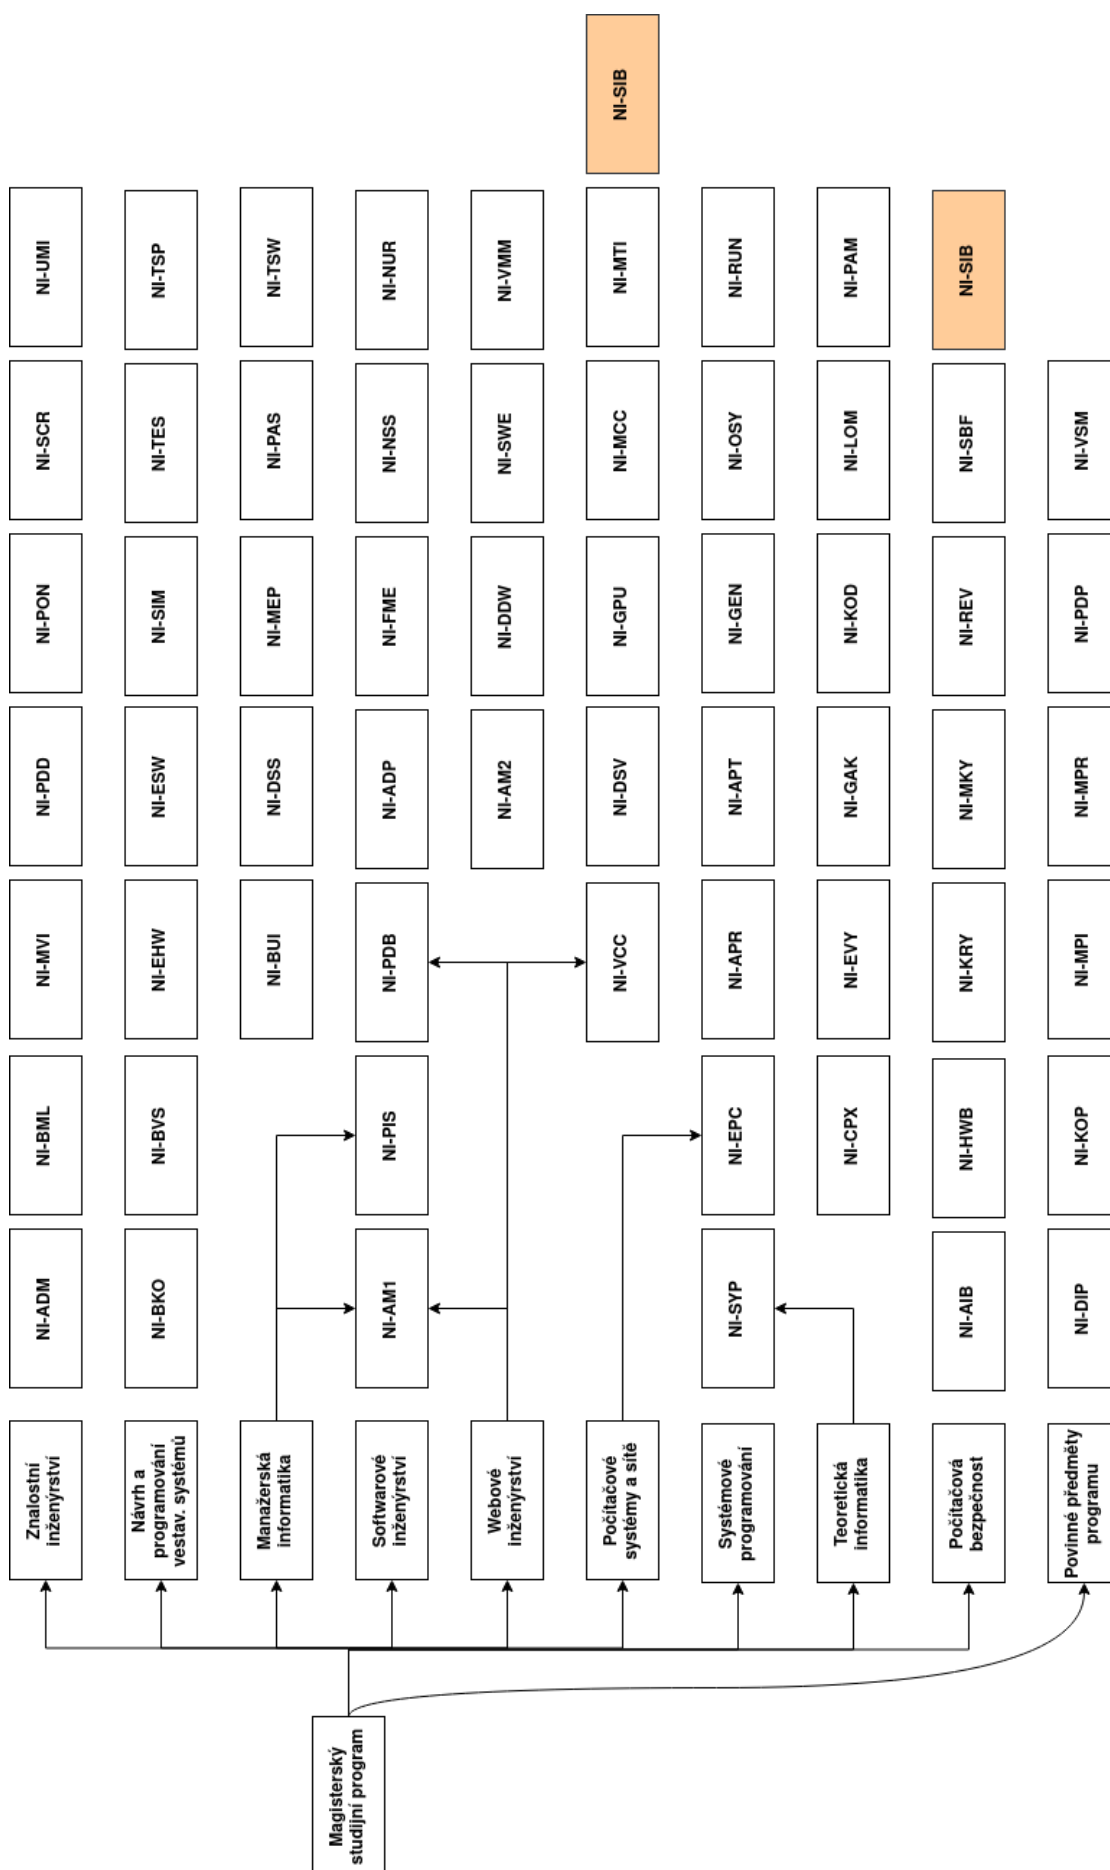 Magisterský
studijní program
Znalostní
inženýrství
NI-ADM
NI-BML
NI-MVI
NI-PDD
NI-PON
NI-SCR
NI-UMI
Návrh a
programování
vestav. systémů
NI-BKO
NI-BVS
NI-EHW
NI-ESW
NI-SIM
NI-TES
NI-TSP
Manažerská
informatika
NI-BUI
NI-DSS
NI-MEP
NI-PAS
NI-TSW
Softwarové
inženýrství
NI-AM1
NI-PIS
NI-PDB
NI-ADP
NI-FME
NI-NSS
NI-NUR
Webové
inženýrství
NI-AM2
NI-DDW
NI-SWE
NI-VMM
Počítačové
systémy a sítě
NI-VCC
NI-DSV
NI-GPU
NI-MCC
NI-MTI
NI-SIB
Systémové
programování
NI-SYP
NI-EPC
NI-APR
NI-APT
NI-GEN
NI-OSY
NI-RUN
Teoretická
informatika
NI-CPX
NI-EVY
NI-GAK
NI-KOD
NI-LOM
NI-PAM
Počítačová
bezpečnost
NI-AIB
NI-HWB
NI-KRY
NI-MKY
NI-REV
NI-SBF
NI-SIB
Povinné předměty
programu
NI-DIP
NI-KOP
NI-MPI
NI-MPR
NI-PDP
NI-VSM